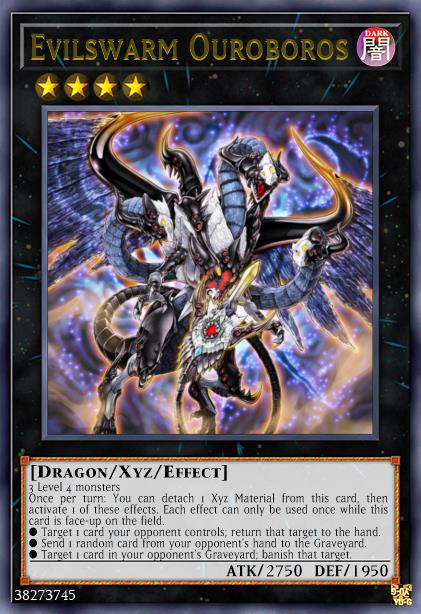 EVILSWARM OUROBOROS
DARK
闇
[DRAGON/XYZ/EFFECT]
3 Level 4 monsters
Once per turn: You can detach 1 Xyz Material from this card, then
activate 1 of these effects. Each effect can only be used once while this
card is face-up on the field.
● Target 1 card your opponent controls; return that target to the hand.
● Send 1 random card from your opponent's hand to the Graveyard.
● Target 1 card in your opponent's Graveyard; banish that target.
ATK/2750 DEF/1950
38273745